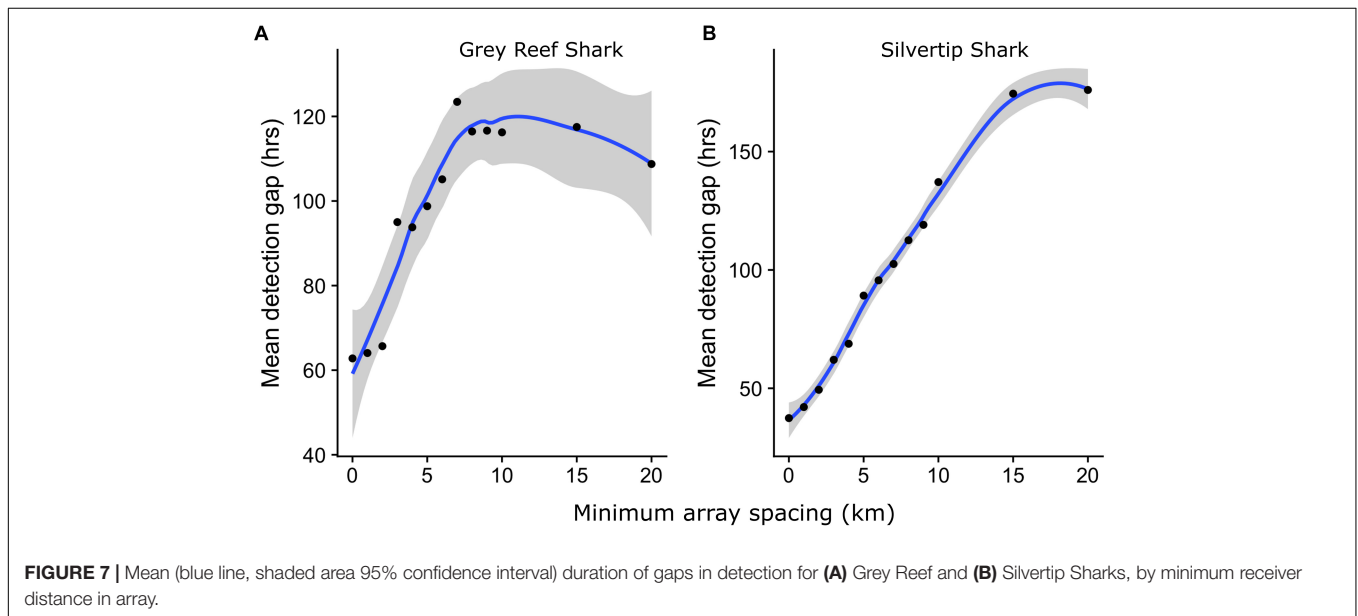 A
Grey Reef Shark
Mean detection gap (hrs)
120
100
80
60
40
0 5 10 15 20
B
Silvertip Shark
Mean detection gap (hrs)
150
100
50
0 5 10 15 20
Minimum array spacing (km)
FIGURE 7 | Mean (blue line, shaded area 95% confidence interval) duration of gaps in detection for (A) Grey Reef and (B) Silvertip Sharks, by minimum receiver
distance in array.